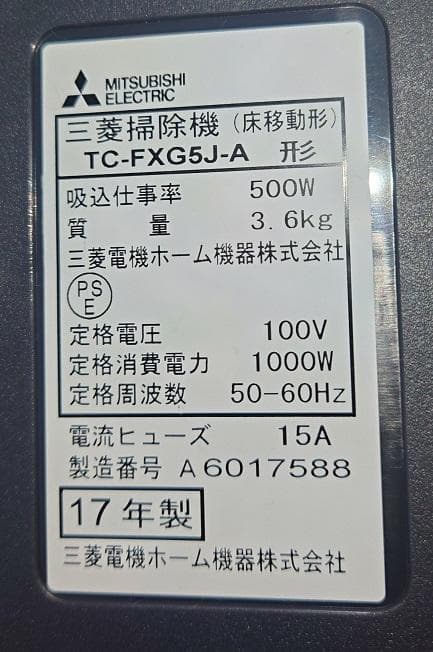 MITSUBISHI
ELECTRIC
三菱掃除機 (床移動形)
TC-FXG5J-A 形
吸込仕事率 500W
質量 3.6kg
三菱電機ホーム機器株式会社
PS
E
定格電圧 100V
定格消費電力 1000W
定格周波数 50-60Hz
電流ヒューズ 15A
製造番号 A6017588
17年製
三菱電機ホーム機器株式会社